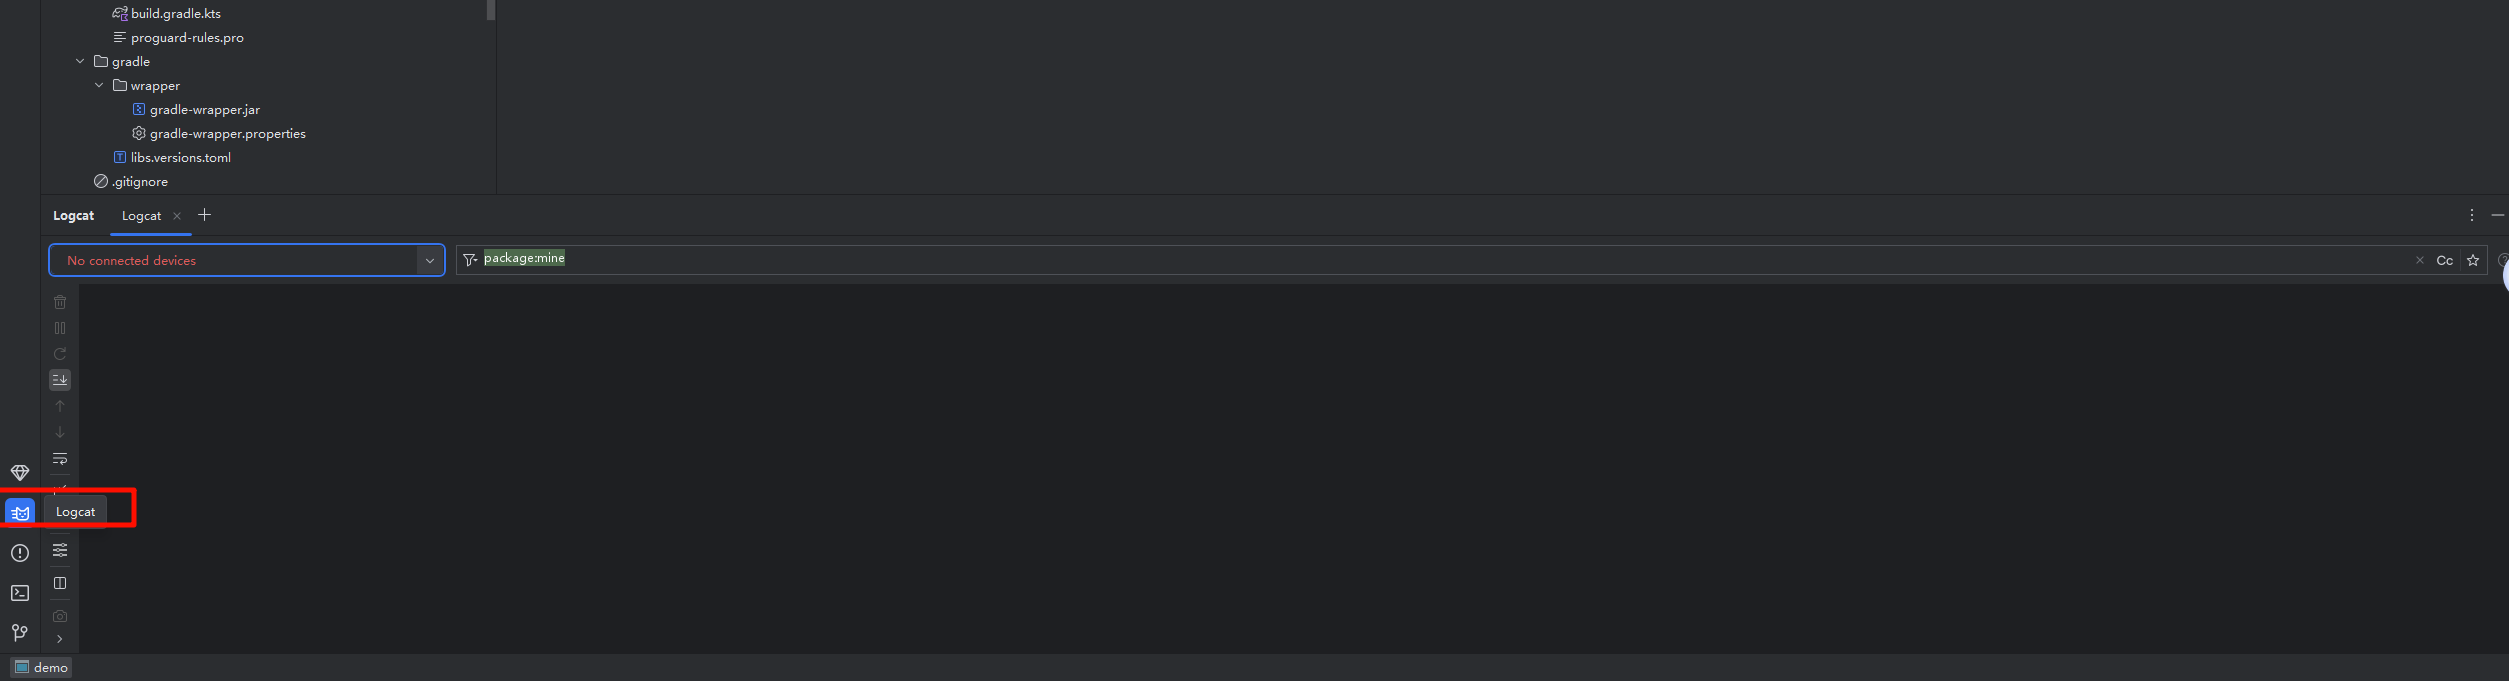 build.gradle.kts
proguard-rules.pro
gradle
wrapper
gradle-wrapper.jar
gradle-wrapper.properties
libs.versions.toml
.gitignore
Logcat Logcat
No connected devices package:mine Cc
Logcat
demo